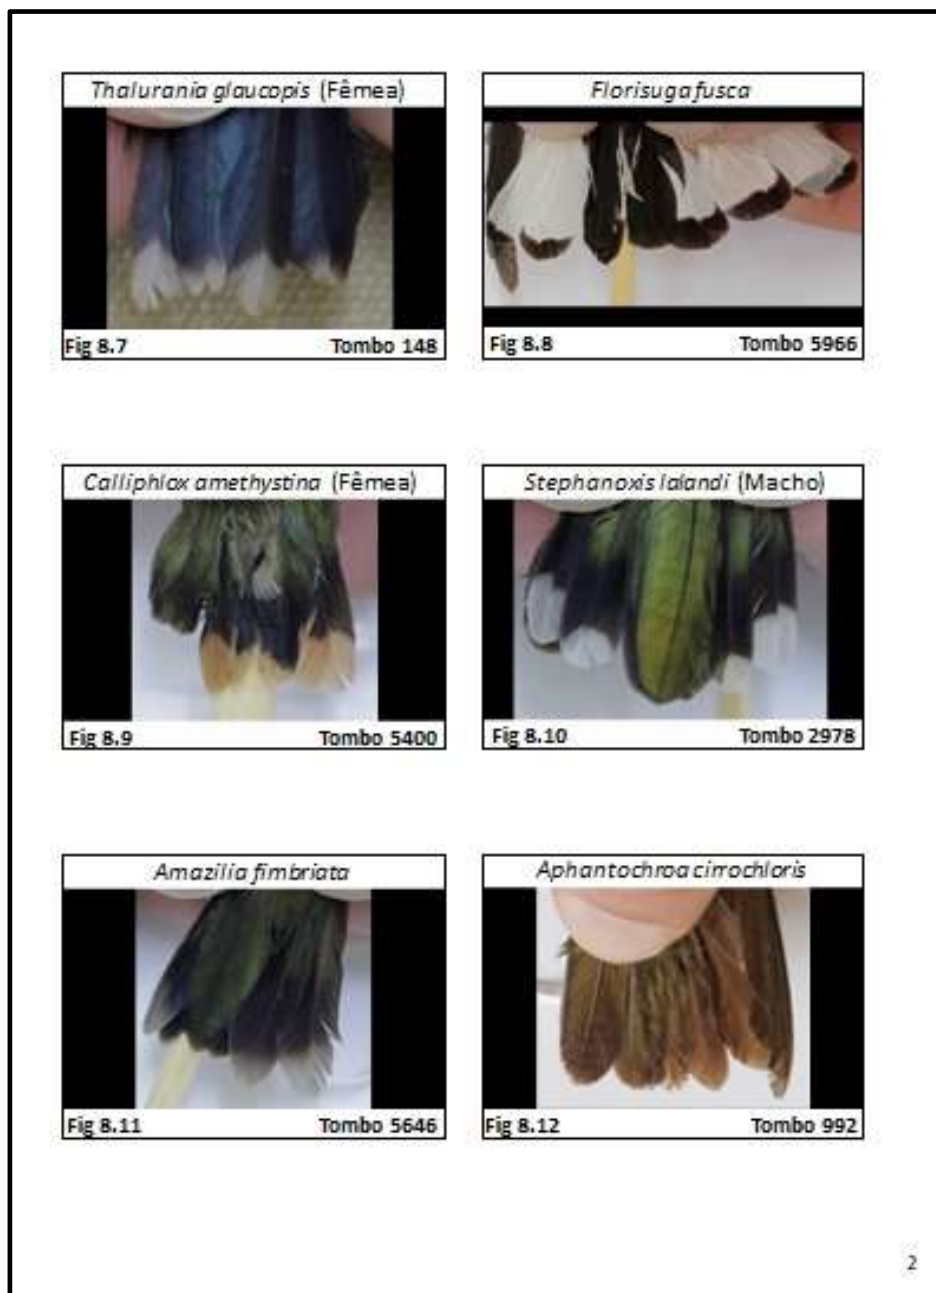 Thalurania glaucopis (Fêmea)
Fig 8.7 Tombo 148
Florisuga fusca
Fig 8.8 Tombo 5966
Calliphlox amethystina (Fêmea)
Fig 8.9 Tombo 5400
Stephanoxis lalandi (Macho)
Fig 8.10 Tombo 2978
Amazilia fimbriata
Fig 8.11 Tombo 5646
Aphantochroa cirrochloris
Fig 8.12 Tombo 992
2